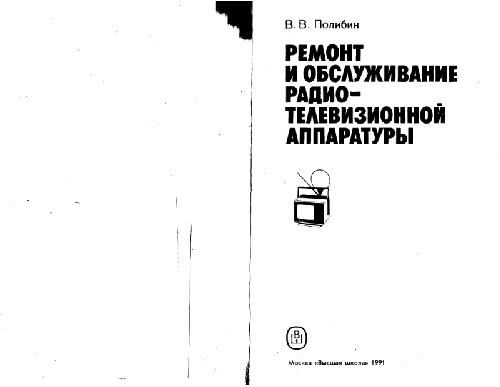 В. В. Полибин
РЕМОНТ
И ОБСЛУЖИВАНИЕ
РАДИО-
ТЕЛЕВИЗИОННОЙ
АППАРАТУРЫ
Москва «Высшая школа» 1991